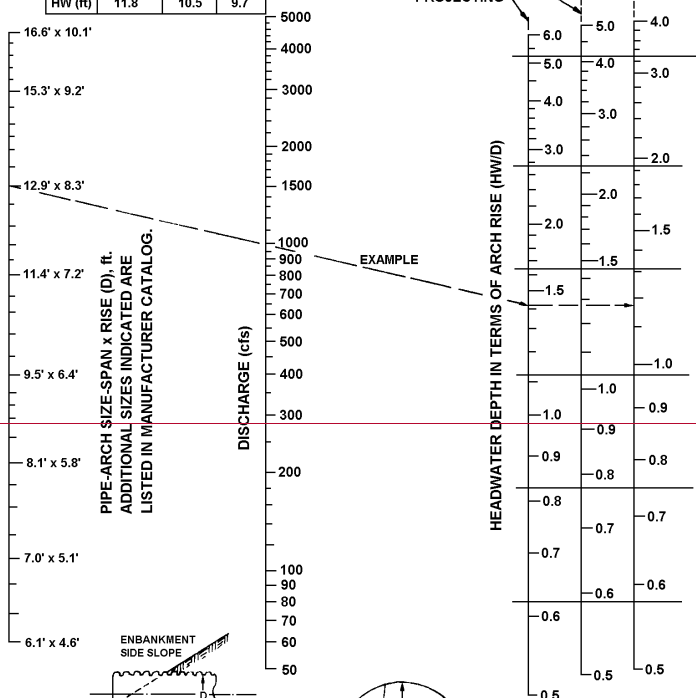 HW (ft) 11.8 10.5 9.7
16.6' x 10.1'
15.3' x 9.2'
12.9' x 8.3'
11.4' x 7.2'
9.5' x 6.4'
8.1' x 5.8'
7.0' x 5.1'
6.1' x 4.6'
PIPE-ARCH SIZE-SPAN x RISE (D), ft.
ADDITIONAL SIZES INDICATED ARE
LISTED IN MANUFACTURER CATALOG.
DISCHARGE (cfs)
5000
4000
3000
2000
1500
1000
900
800
700
600
500
400
300
200
100
90
80
70
60
50
EXAMPLE
HEADWATER DEPTH IN TERMS OF ARCH RISE (HW/D)
PROJECTING
6.0
5.0
4.0
3.0
2.0
1.5
1.0
0.9
0.8
0.7
0.6
0.5
5.0
4.0
3.0
2.0
1.5
1.0
0.9
0.8
0.7
0.6
0.5
4.0
3.0
2.0
1.5
1.0
0.9
0.8
0.7
0.6
0.5
ENBANKMENT
SIDE SLOPE
D